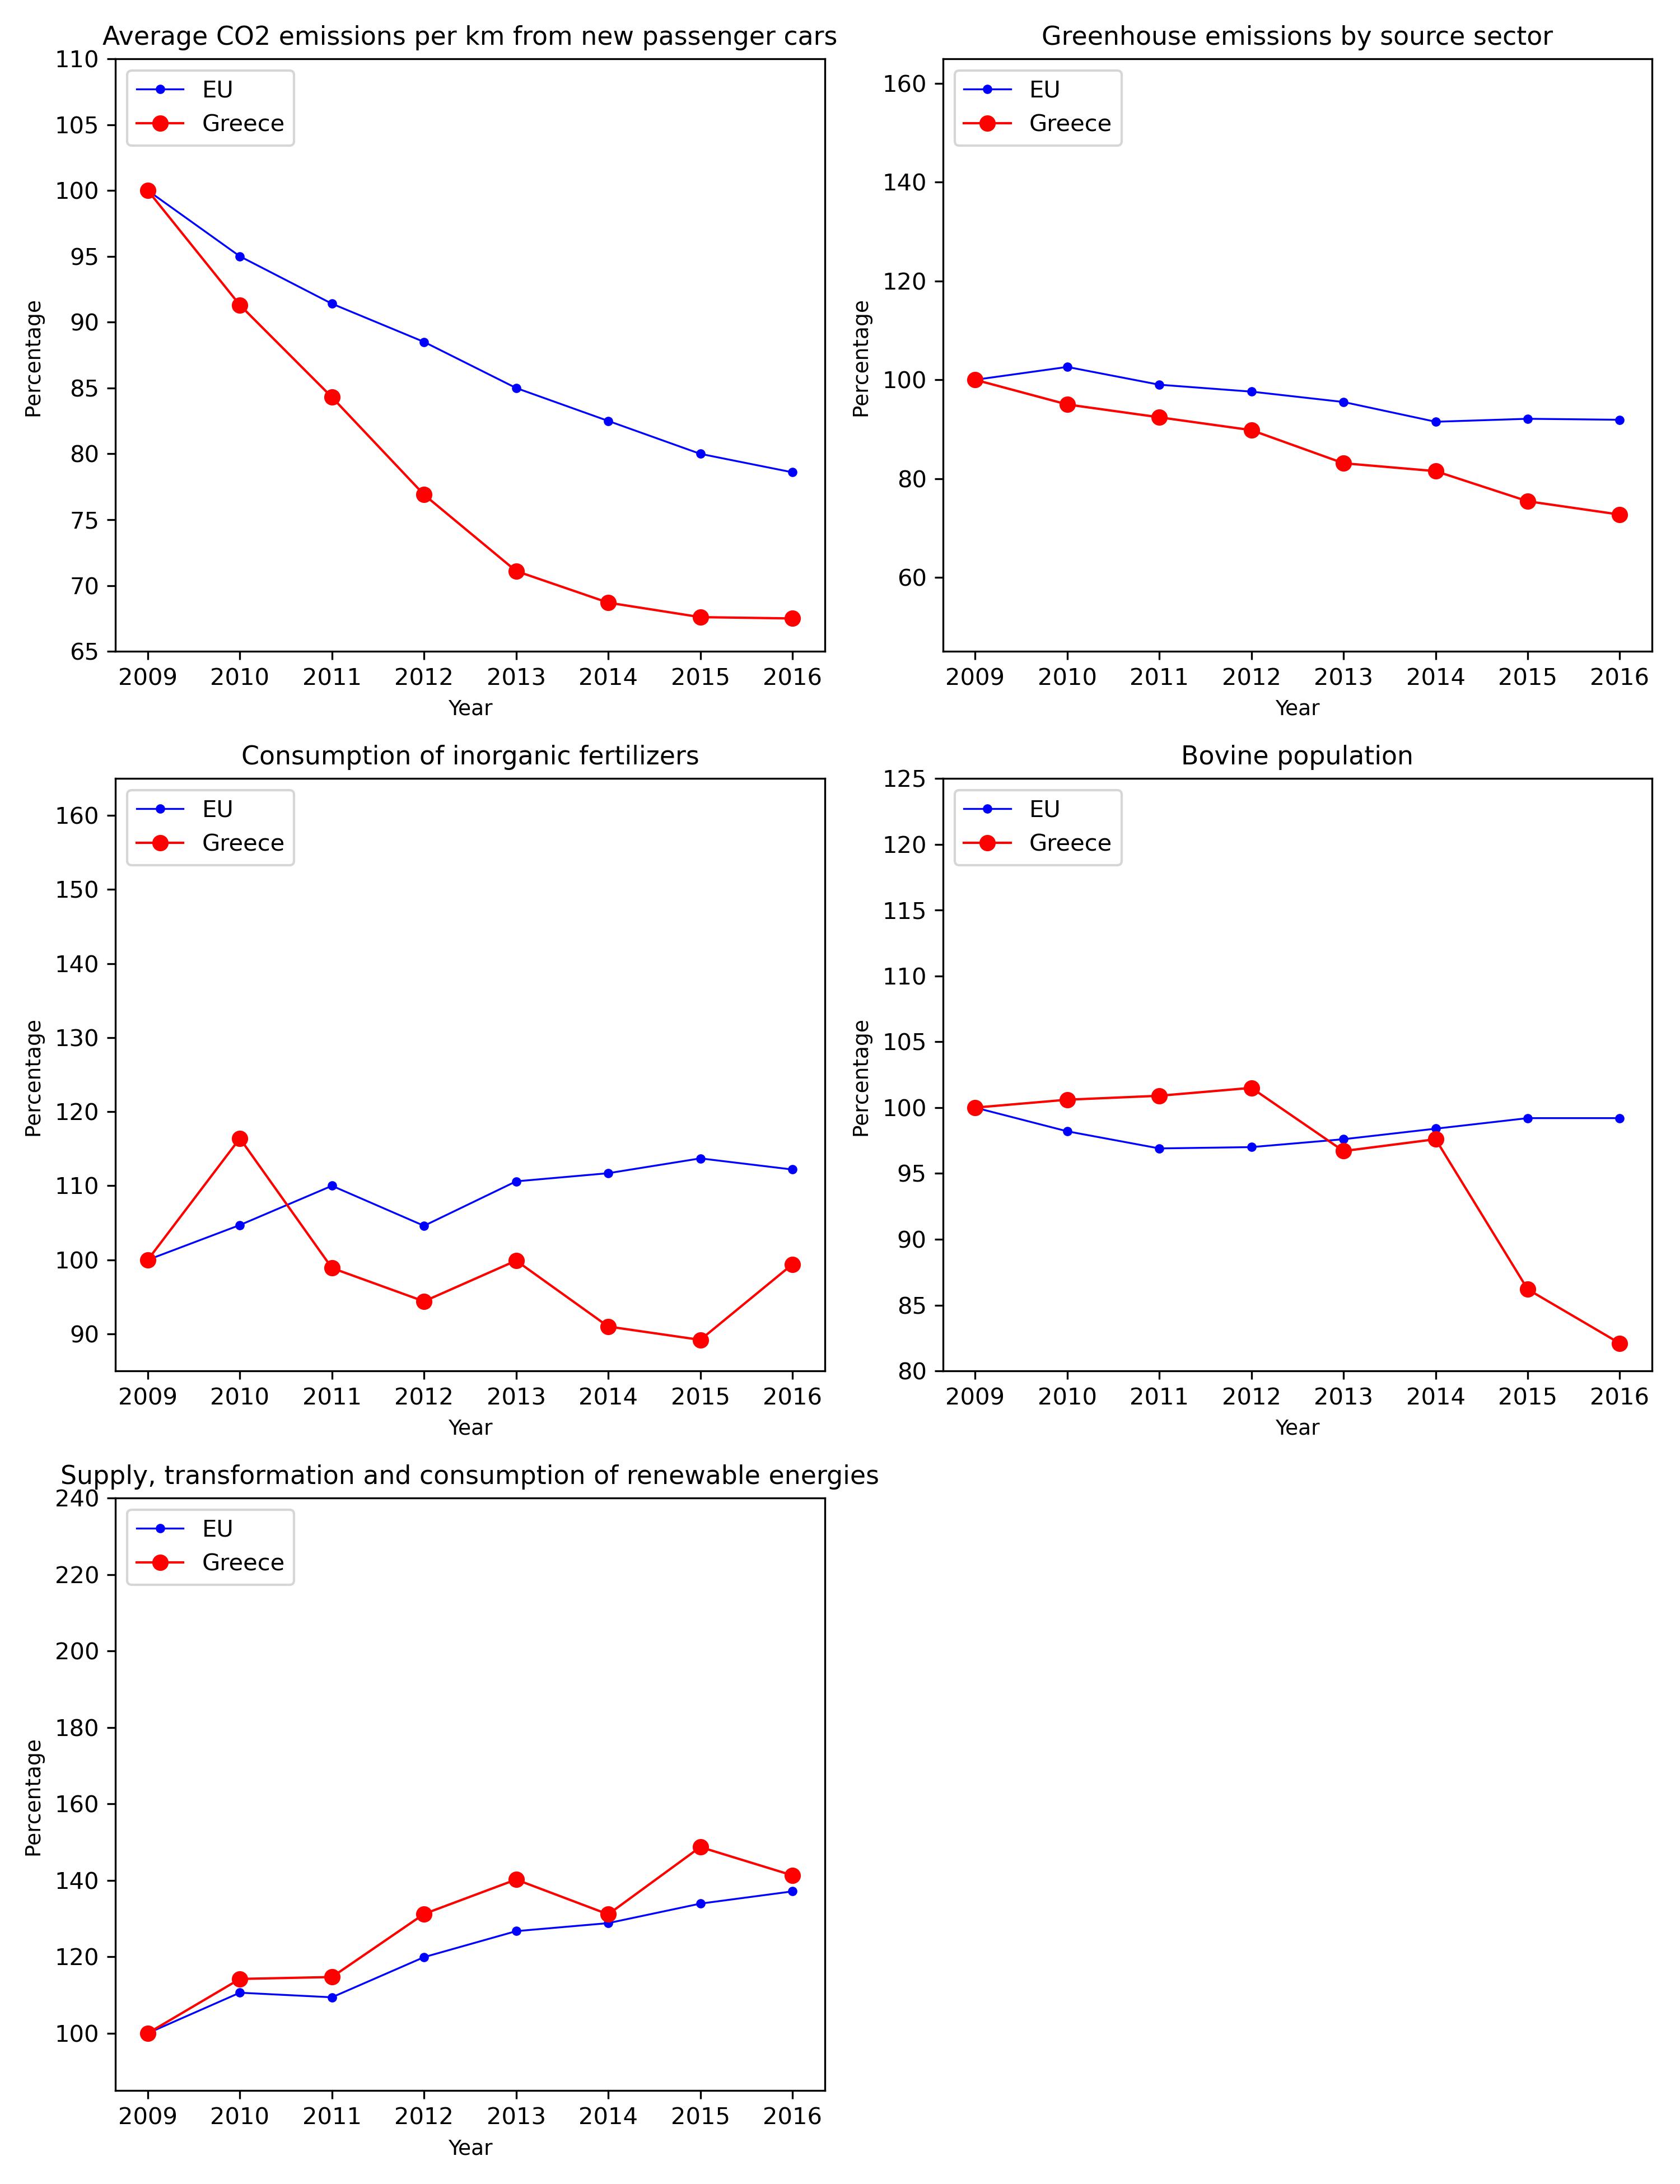 Average CO2 emissions per km from new passenger cars
110
105
100
95
90
85
80
75
70
65
Percentage
EU
Greece
2009 2010 2011 2012 2013 2014 2015 2016
Year
Greenhouse emissions by source sector
160
140
120
100
80
60
Percentage
EU
Greece
2009 2010 2011 2012 2013 2014 2015 2016
Year
Consumption of inorganic fertilizers
160
150
140
130
120
110
100
90
Percentage
EU
Greece
2009 2010 2011 2012 2013 2014 2015 2016
Year
Bovine population
125
120
115
110
105
100
95
90
85
80
Percentage
EU
Greece
2009 2010 2011 2012 2013 2014 2015 2016
Year
Supply, transformation and consumption of renewable energies
240
220
200
180
160
140
120
100
Percentage
EU
Greece
2009 2010 2011 2012 2013 2014 2015 2016
Year